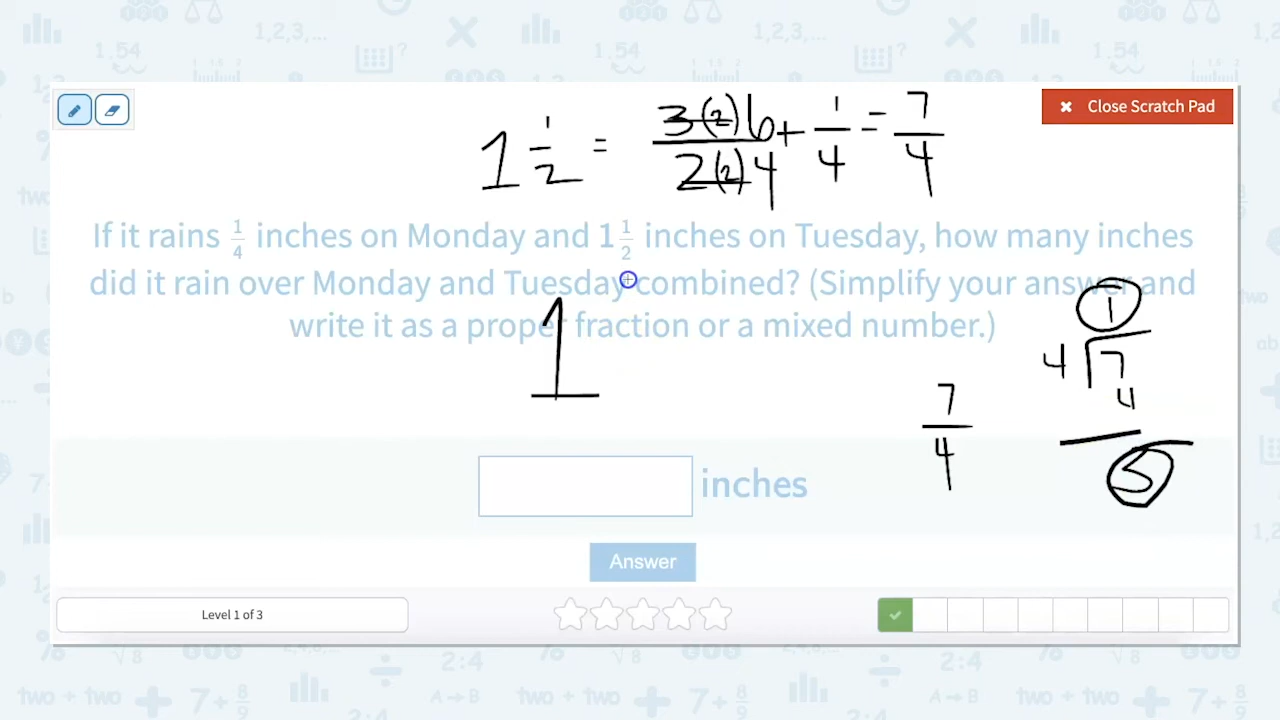 Close Scratch Pad
1 1/2 = 3(2) 6 / 2(2) 4 + 1/4 = 7/4
If it rains 1/4 inches on Monday and 1 1/2 inches on Tuesday, how many inches
did it rain over Monday and Tuesday combined? (Simplify your answer and
write it as a proper fraction or a mixed number.)
1
7/4
1
4 7
4
5
inches
Answer
Level 1 of 3